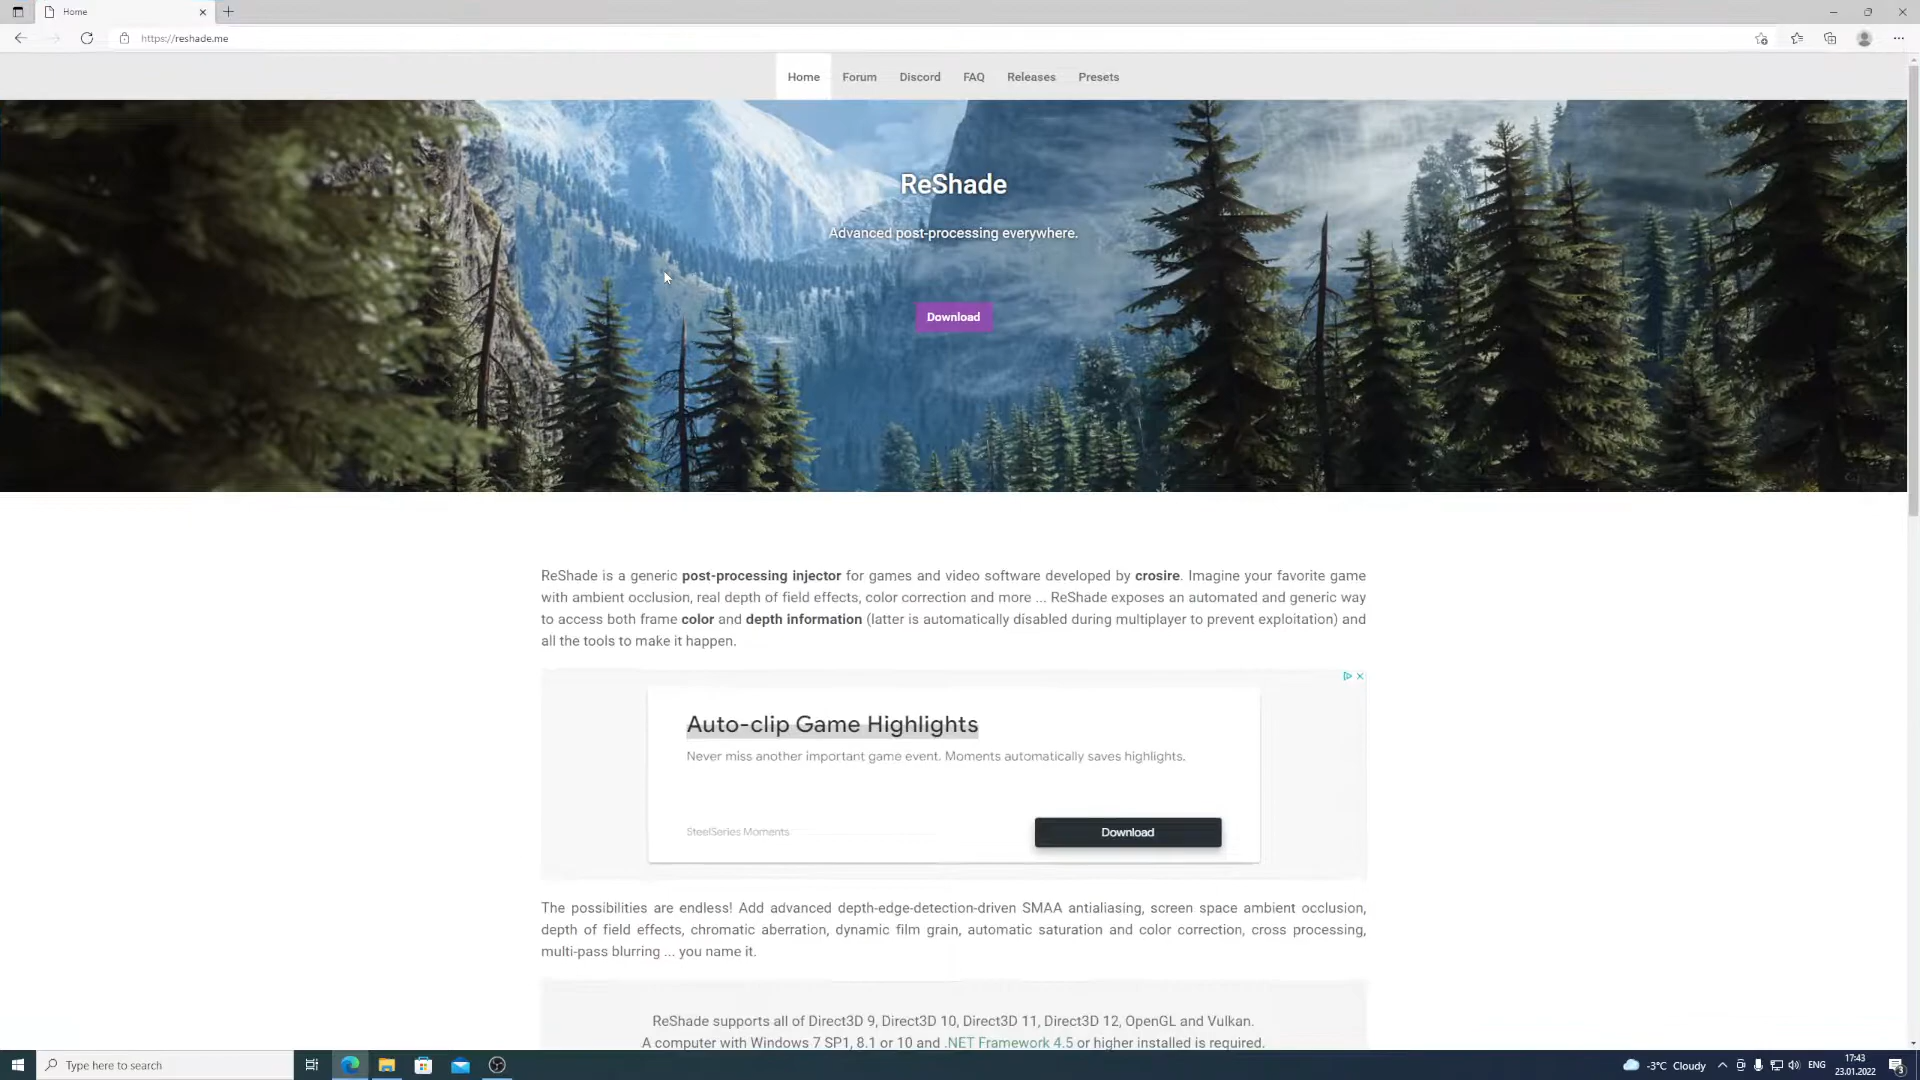 Home
https://reshade.me
Home Forum Discord FAQ Releases Presets
ReShade
Advanced post-processing everywhere.
Download
ReShade is a generic post-processing injector for games and video software developed by crosire. Imagine your favorite game
with ambient occlusion, real depth of field effects, color correction and more ... ReShade exposes an automated and generic way
to access both frame color and depth information (latter is automatically disabled during multiplayer to prevent exploitation) and
all the tools to make it happen.
Auto-clip Game Highlights
Never miss another important game event. Moments automatically saves highlights.
SteelSeries Moments
Download
The possibilities are endless! Add advanced depth-edge-detection-driven SMAA antialiasing, screen space ambient occlusion,
depth of field effects, chromatic aberration, dynamic film grain, automatic saturation and color correction, cross processing,
multi-pass blurring ... you name it.
ReShade supports all of Direct3D 9, Direct3D 10, Direct3D 11, Direct3D 12, OpenGL and Vulkan.
A computer with Windows 7 SP1, 8.1 or 10 and .NET Framework 4.5 or higher installed is required.
Type here to search
-3°C Cloudy
ENG
17:43
23.01.2022
3